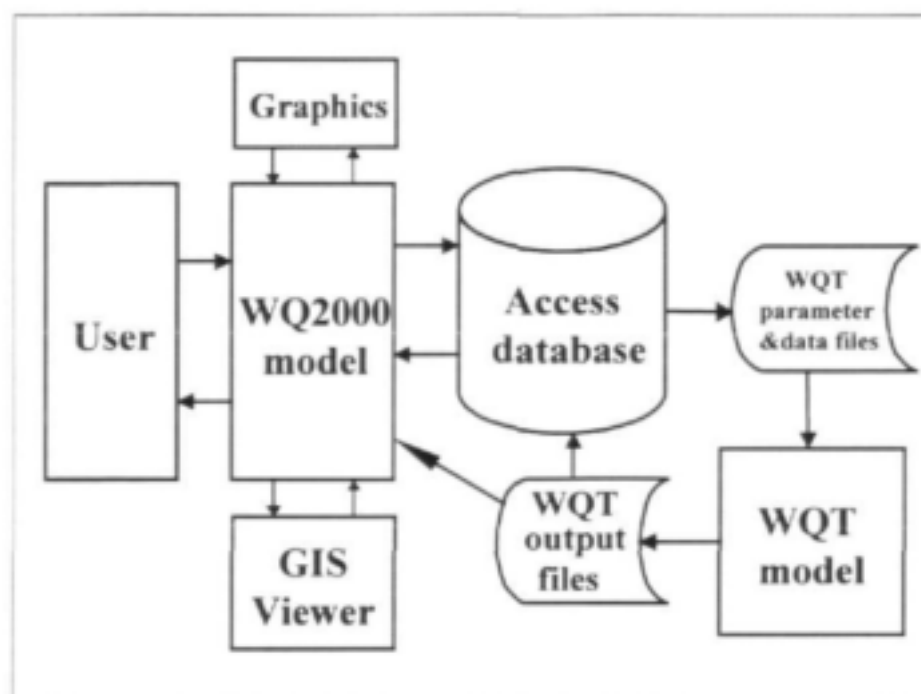 Graphics
User
WQ2000
model
Access
database
WQT
parameter
&data files
GIS
Viewer
WQT
output
files
WQT
model